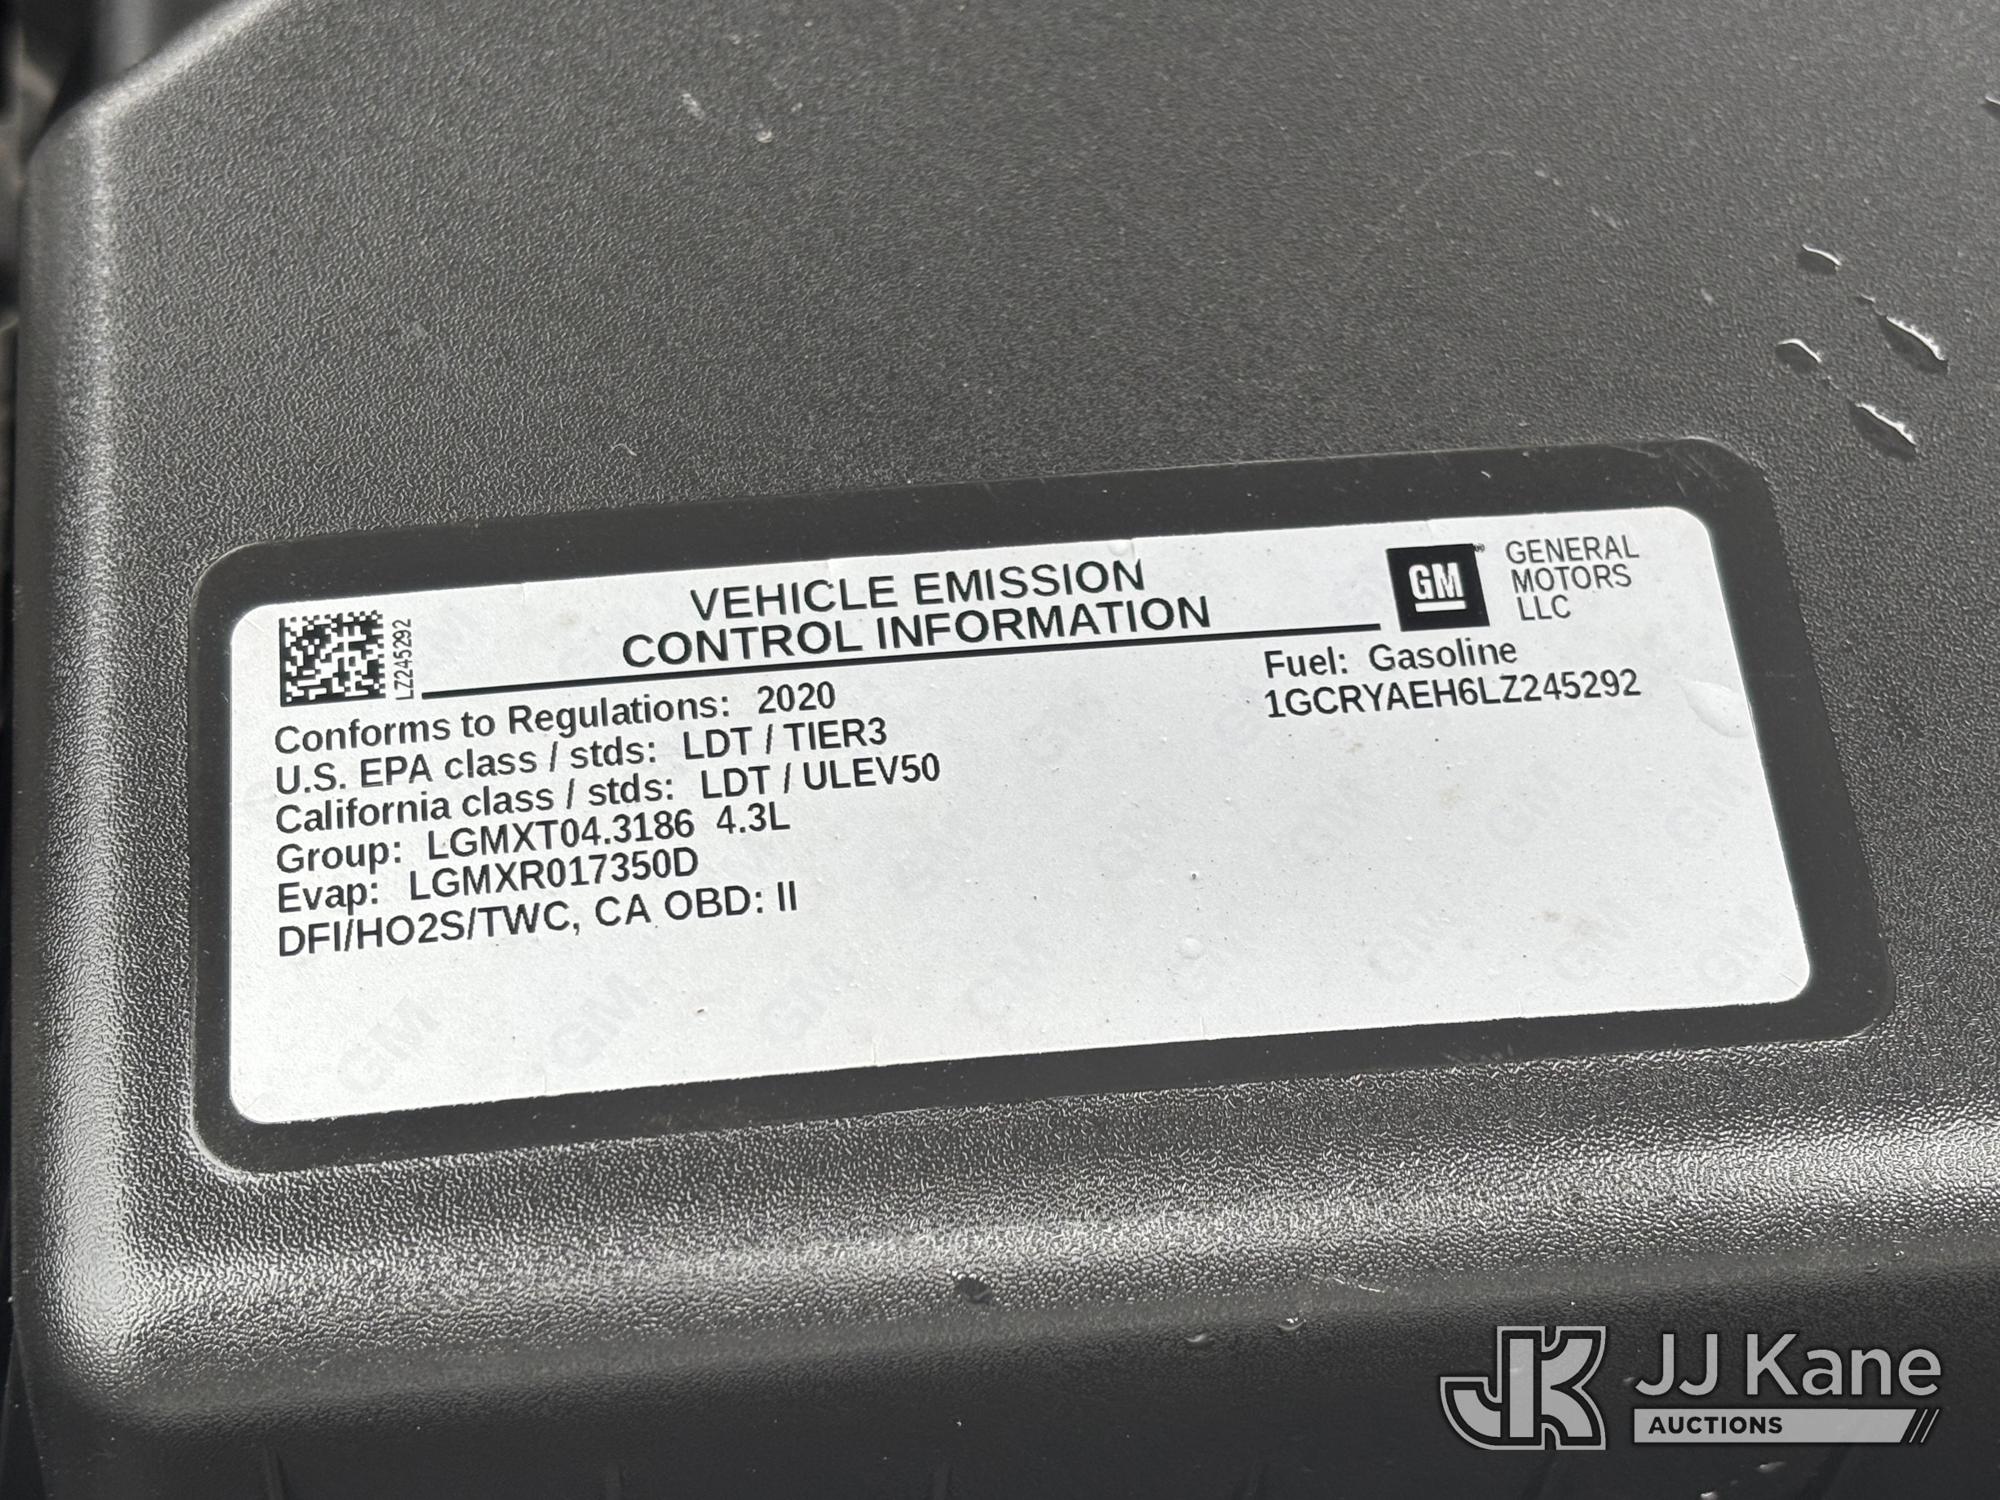 LZ245292
VEHICLE EMISSION
CONTROL INFORMATION
GM
GENERAL
MOTORS
LLC
Conforms to Regulations: 2020
U.S. EPA class / stds: LDT / TIER3
California class / stds: LDT / ULEV50
Group: LGMXT04.3186 4.3L
Evap: LGMXR017350D
DFI/HO2S/TWC, CA OBD: II
Fuel: Gasoline
1GCRYAEH6LZ245292
JK JJ Kane
AUCTIONS